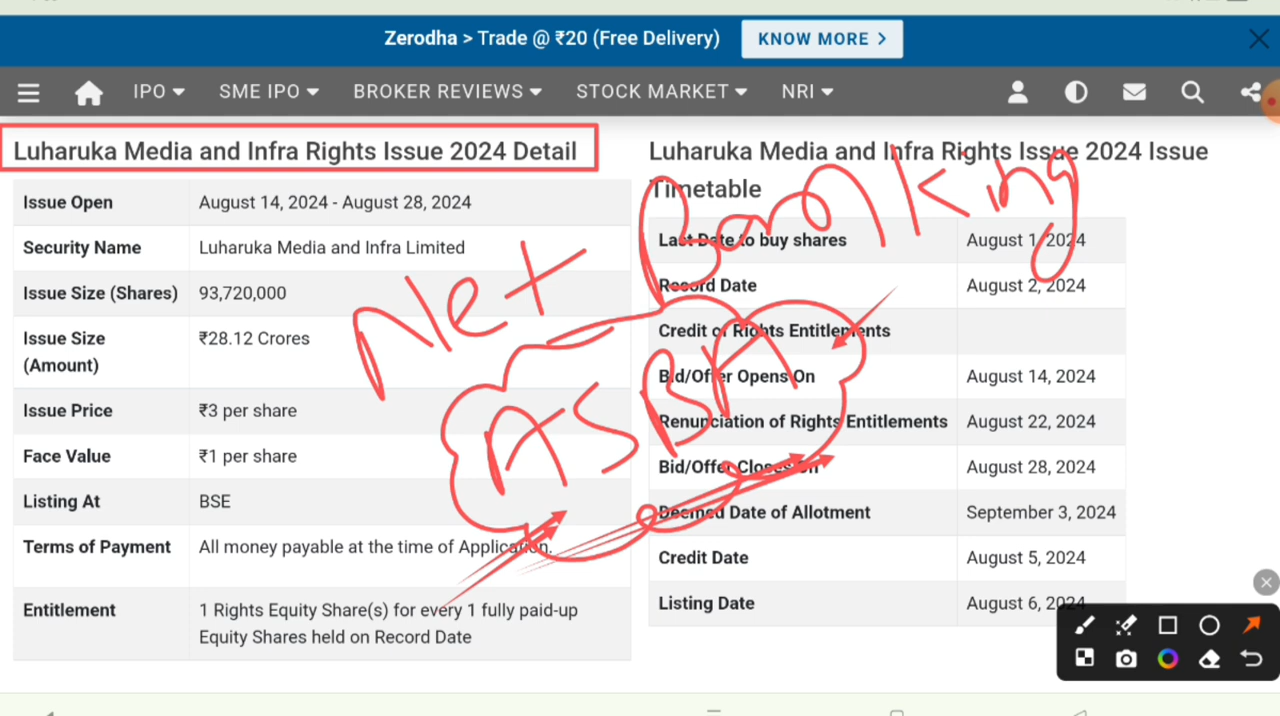 Zerodha > Trade @ ₹20 (Free Delivery) KNOW MORE >
IPO SME IPO BROKER REVIEWS STOCK MARKET NRI
Luharuka Media and Infra Rights Issue 2024 Detail
Issue Open August 14, 2024 - August 28, 2024
Security Name Luharuka Media and Infra Limited
Issue Size (Shares) 93,720,000
Issue Size (Amount) ₹28.12 Crores
Issue Price ₹3 per share
Face Value ₹1 per share
Listing At BSE
Terms of Payment All money payable at the time of Application.
Entitlement 1 Rights Equity Share(s) for every 1 fully paid-up
Equity Shares held on Record Date
Luharuka Media and Infra Rights Issue 2024 Issue
Timetable
Last Date to buy shares August 1, 2024
Record Date August 2, 2024
Credit of Rights Entitlements
Bid/Offer Opens On August 14, 2024
Renunciation of Rights Entitlements August 22, 2024
Bid/Offer Closes On August 28, 2024
Deemed Date of Allotment September 3, 2024
Credit Date August 5, 2024
Listing Date August 6, 2024
Net Banking
ASBA